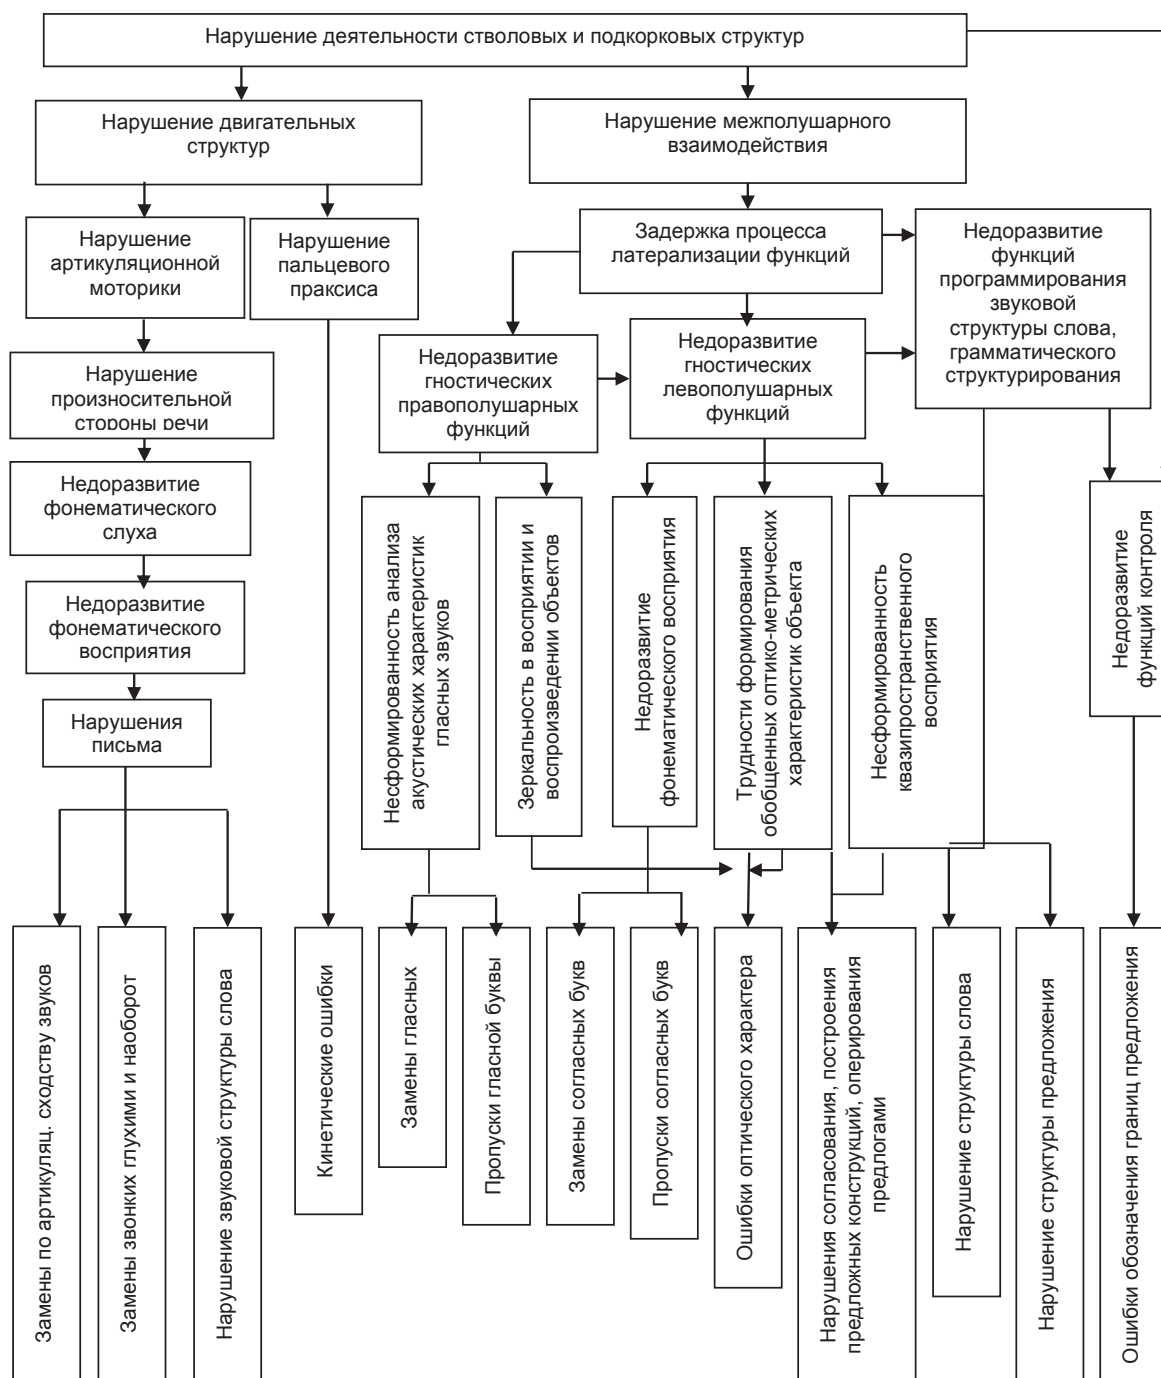 Нарушение деятельности стволовых и подкорковых структур
Нарушение двигательных
структур
Нарушение межполушарного
взаимодействия
Нарушение
артикуляционной
моторики
Нарушение
пальцевого
праксиса
Задержка процесса
латерализации функций
Недоразвитие
функций
программирования
звуковой
структуры слова,
грамматического
структурирования
Нарушение
произносительной
стороны речи
Недоразвитие
гностических
правополушарных
функций
Недоразвитие
гностических
левополушарных
функций
Недоразвитие
фонематического
слуха
Недоразвитие
фонематического
восприятия
Нарушения
письма
Несформированность анализа
акустических характеристик
гласных звуков
Зеркальность в восприятии и
воспроизведении объектов
Недоразвитие
фонематического восприятия
Трудности формирования
обобщенных оптико-метрических
характеристик объекта
Несформированность
квазипространственного
восприятия
Недоразвитие
функций контроля
Замены по артикуляц. сходству звуков
Замены звонких глухими и наоборот
Нарушение звуковой структуры слова
Кинетические ошибки
Замены гласных
Пропуски гласной буквы
Замены согласных букв
Пропуски согласных букв
Ошибки оптического характера
Нарушения согласования, построения
предложных конструкций, оперирования
предлогами
Нарушение структуры слова
Нарушение структуры предложения
Ошибки обозначения границ предложения